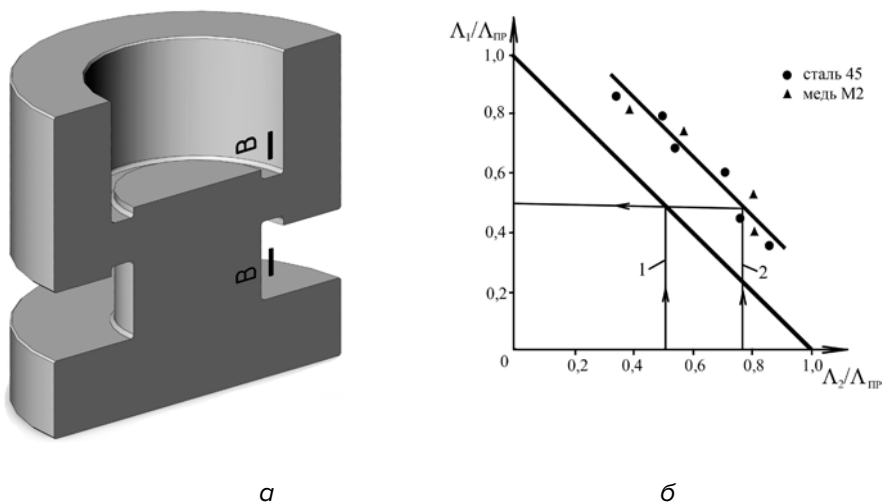 В
В
Λ₁/Λпр
1,0
0,8
0,6
0,4
0,2
0
0,2
0,4
0,6
0,8
1,0
Λ₂/Λпр
сталь 45
медь М2
1
2
а
б